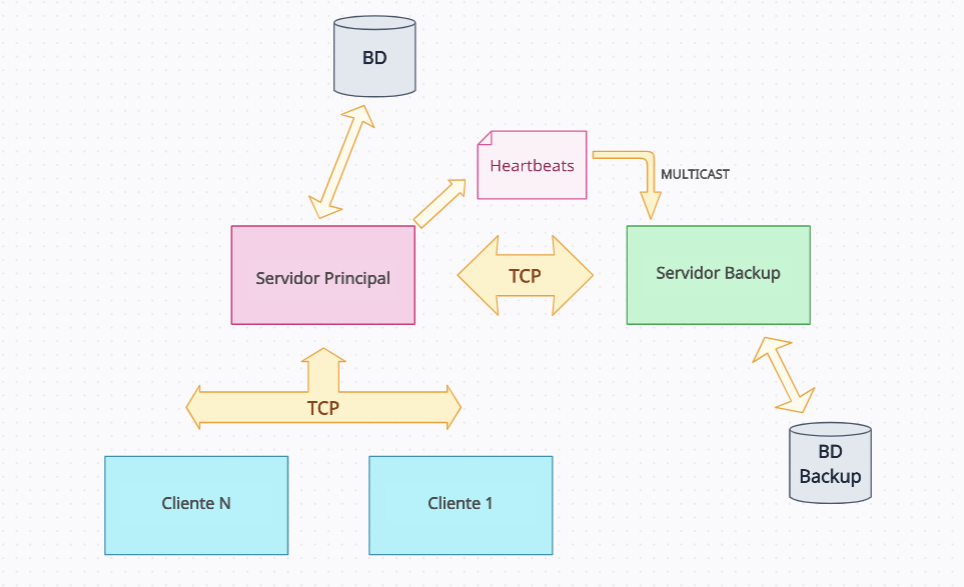 BD
Heartbeats
MULTICAST
Servidor Principal
TCP
Servidor Backup
TCP
BD
Backup
Cliente N
Cliente 1